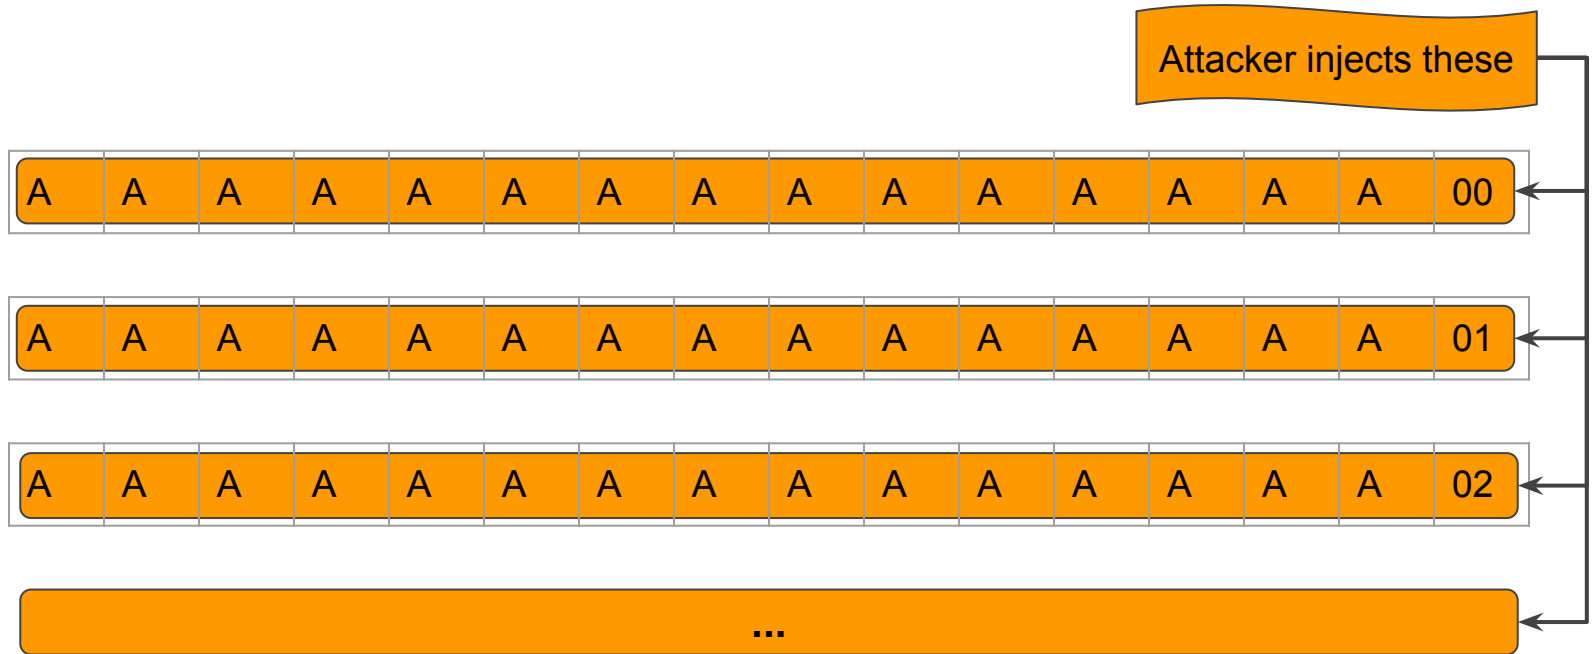 Attacker injects these
A A A A A A A A A A A A A A A 00
A A A A A A A A A A A A A A A 01
A A A A A A A A A A A A A A A 02
...